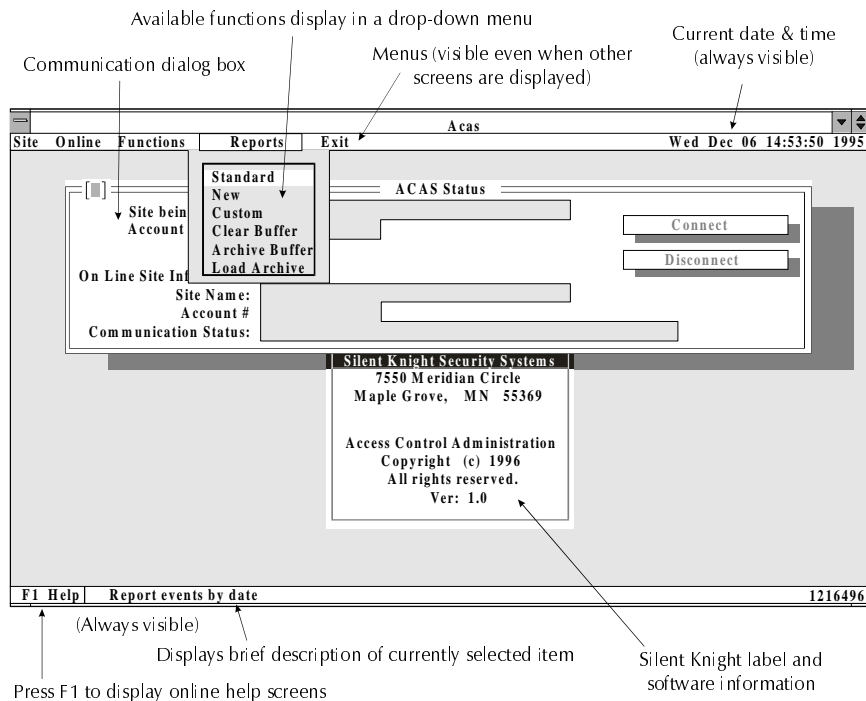 Available functions display in a drop-down menu
Current date & time
(always visible)
Menus (visible even when other
screens are displayed)
Communication dialog box
Acas
Site Online Functions Reports Exit Wed Dec 06 14:53:50 1995
Standard
New
Custom
Clear Buffer
Archive Buffer
Load Archive
ACAS Status
Site bein
Account
Connect
Disconnect
On Line Site Inf
Site Name:
Account #
Communication Status:
Silent Knight Security Systems
7550 Meridian Circle
Maple Grove, MN 55369
Access Control Administration
Copyright (c) 1996
All rights reserved.
Ver: 1.0
F1 Help Report events by date 1216496
(Always visible)
Displays brief description of currently selected item
Silent Knight label and
software information
Press F1 to display online help screens